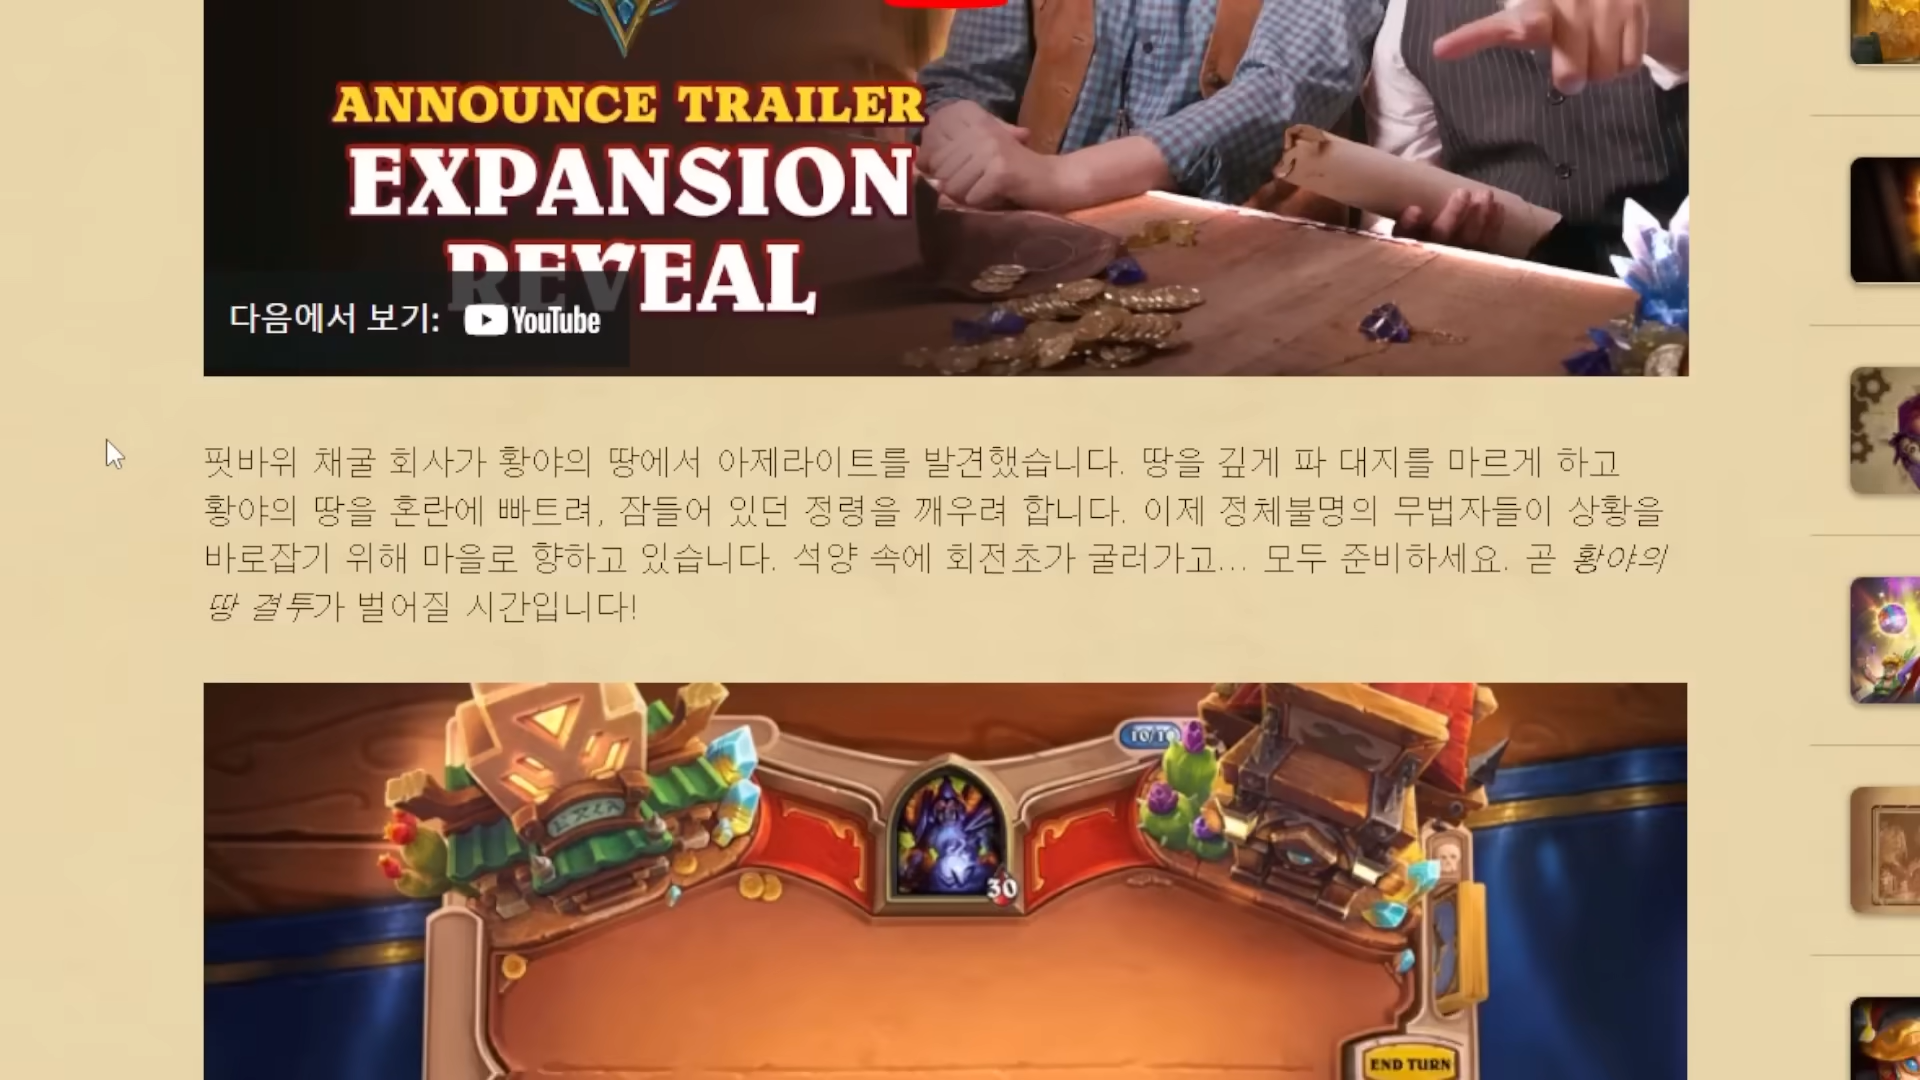 ANNOUNCE TRAILER
EXPANSION
REVEAL
다음에서 보기: YouTube
핏바위 채굴 회사가 황야의 땅에서 아제라이트를 발견했습니다. 땅을 깊게 파 대지를 마르게 하고
황야의 땅을 혼란에 빠트려, 잠들어 있던 정령을 깨우려 합니다. 이제 정체불명의 무법자들이 상황을
바로잡기 위해 마을로 향하고 있습니다. 석양 속에 회전초가 굴러가고... 모두 준비하세요. 곧 황야의
땅 결투가 벌어질 시간입니다!
10/10
30
END TURN